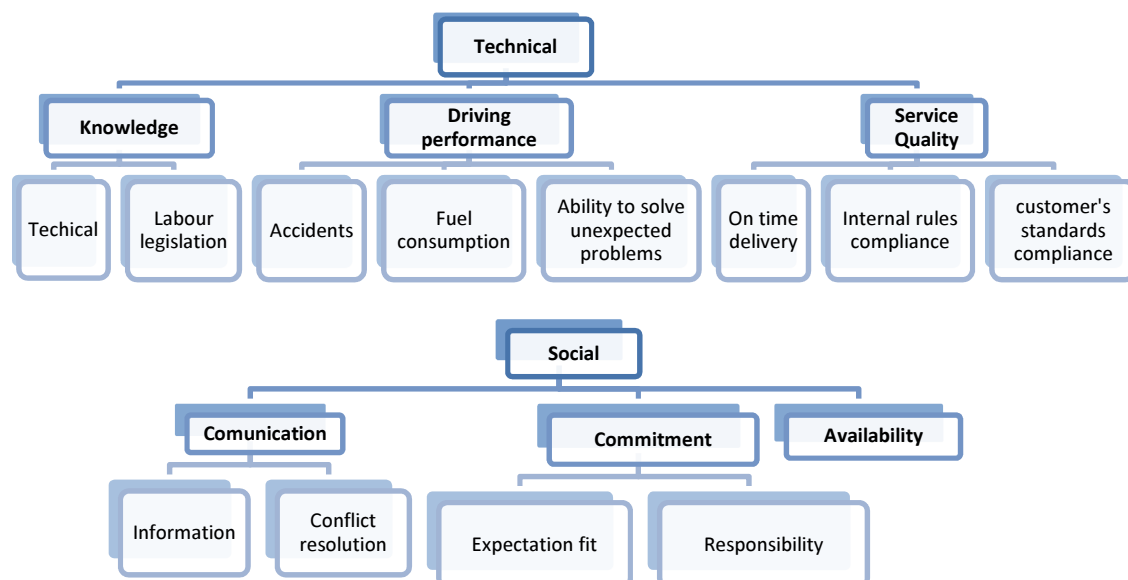 Technical
Knowledge
Driving
performance
Service
Quality
Techical
Labour
legislation
Accidents
Fuel
consumption
Ability to solve
unexpected
problems
On time
delivery
Internal rules
compliance
customer's
standards
compliance
Social
Comunication
Commitment
Availability
Information
Conflict
resolution
Expectation fit
Responsibility